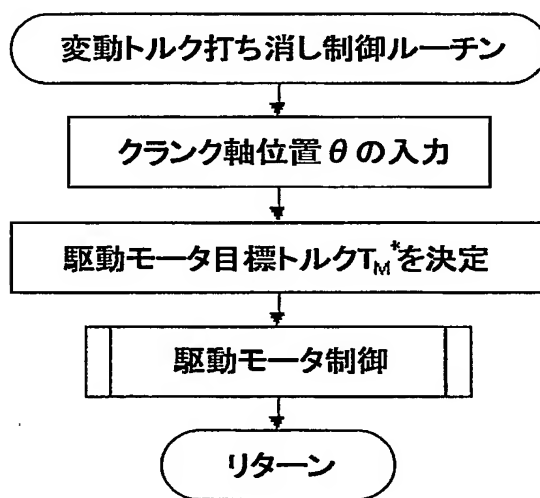 変動トルク打ち消し制御ルーチン
クランク軸位置θの入力
駆動モータ目標トルクTM*を決定
駆動モータ制御
リターン